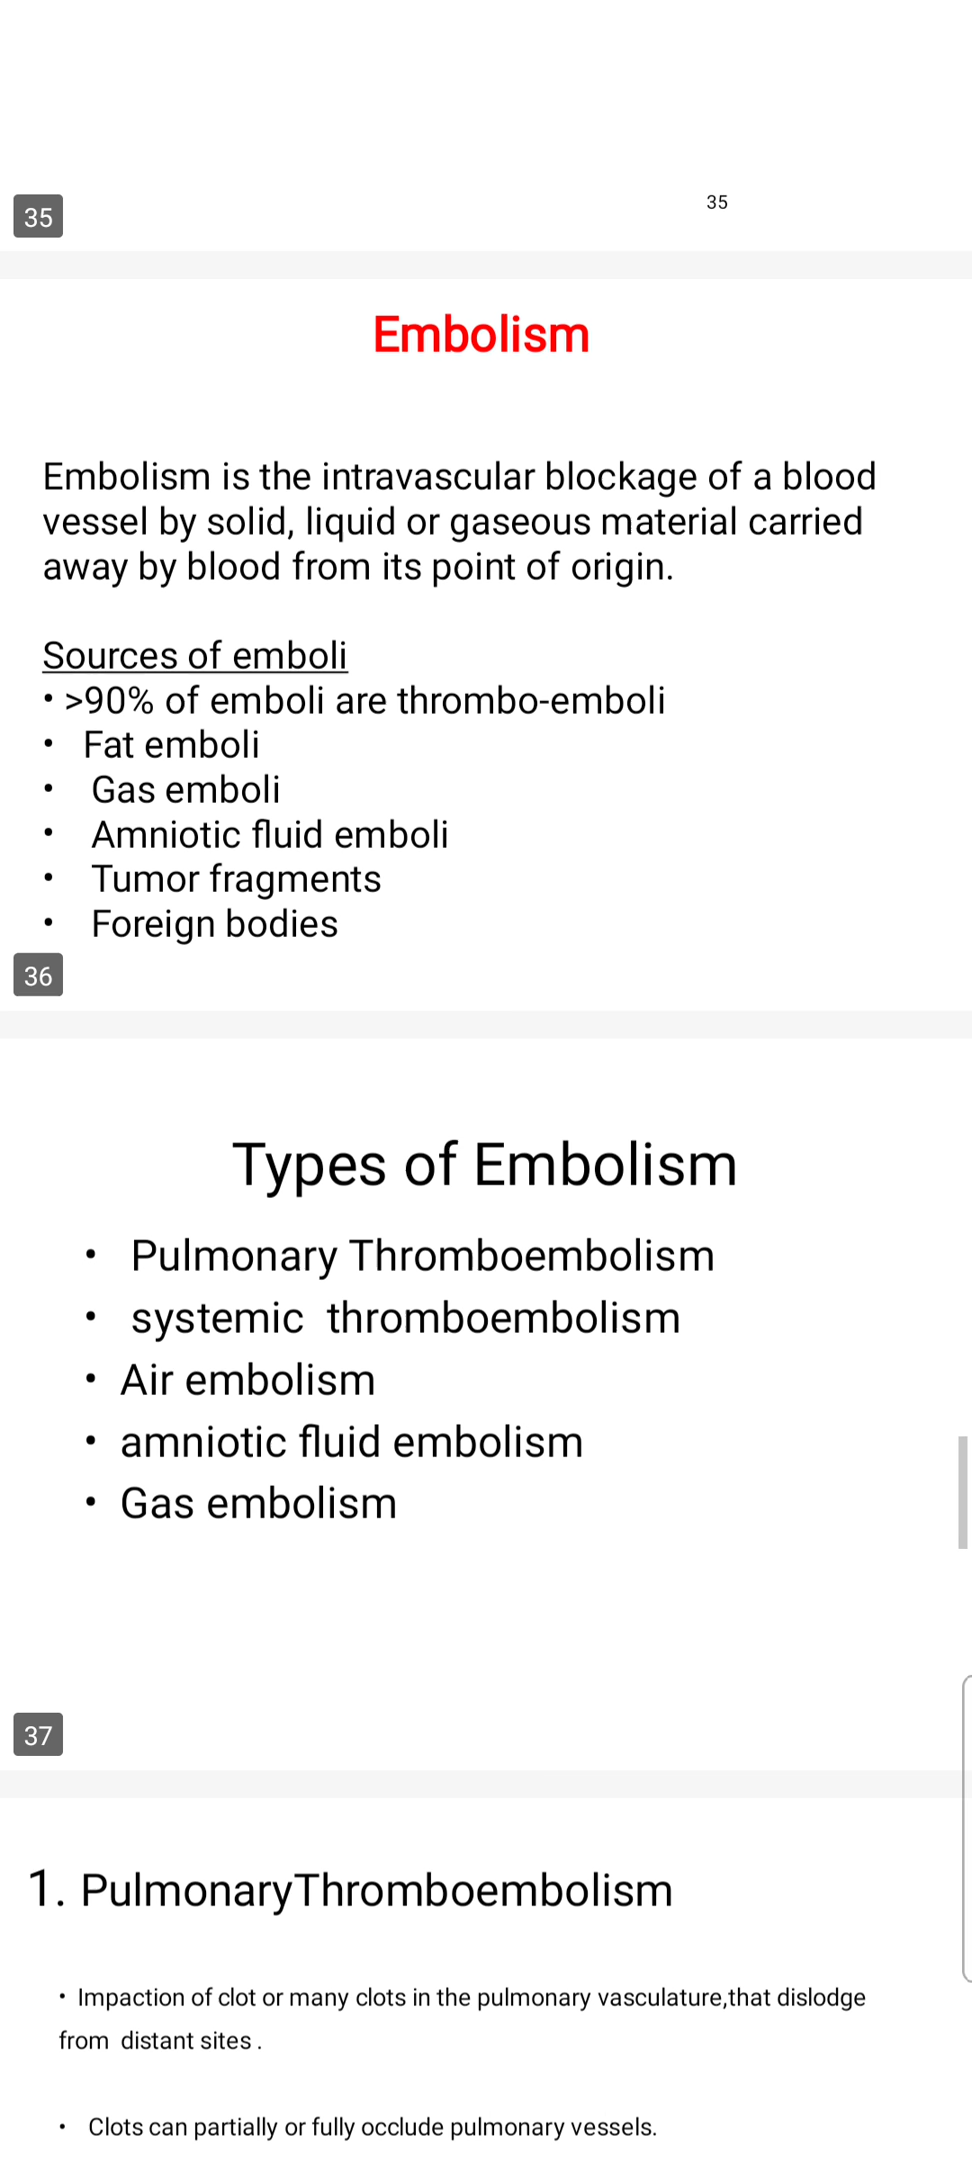 35
35
Embolism
Embolism is the intravascular blockage of a blood
vessel by solid, liquid or gaseous material carried
away by blood from its point of origin.
Sources of emboli
• >90% of emboli are thrombo-emboli
• Fat emboli
• Gas emboli
• Amniotic fluid emboli
• Tumor fragments
• Foreign bodies
36
Types of Embolism
• Pulmonary Thromboembolism
• systemic thromboembolism
• Air embolism
• amniotic fluid embolism
• Gas embolism
37
1. PulmonaryThromboembolism
• Impaction of clot or many clots in the pulmonary vasculature,that dislodge
from distant sites .
• Clots can partially or fully occlude pulmonary vessels.